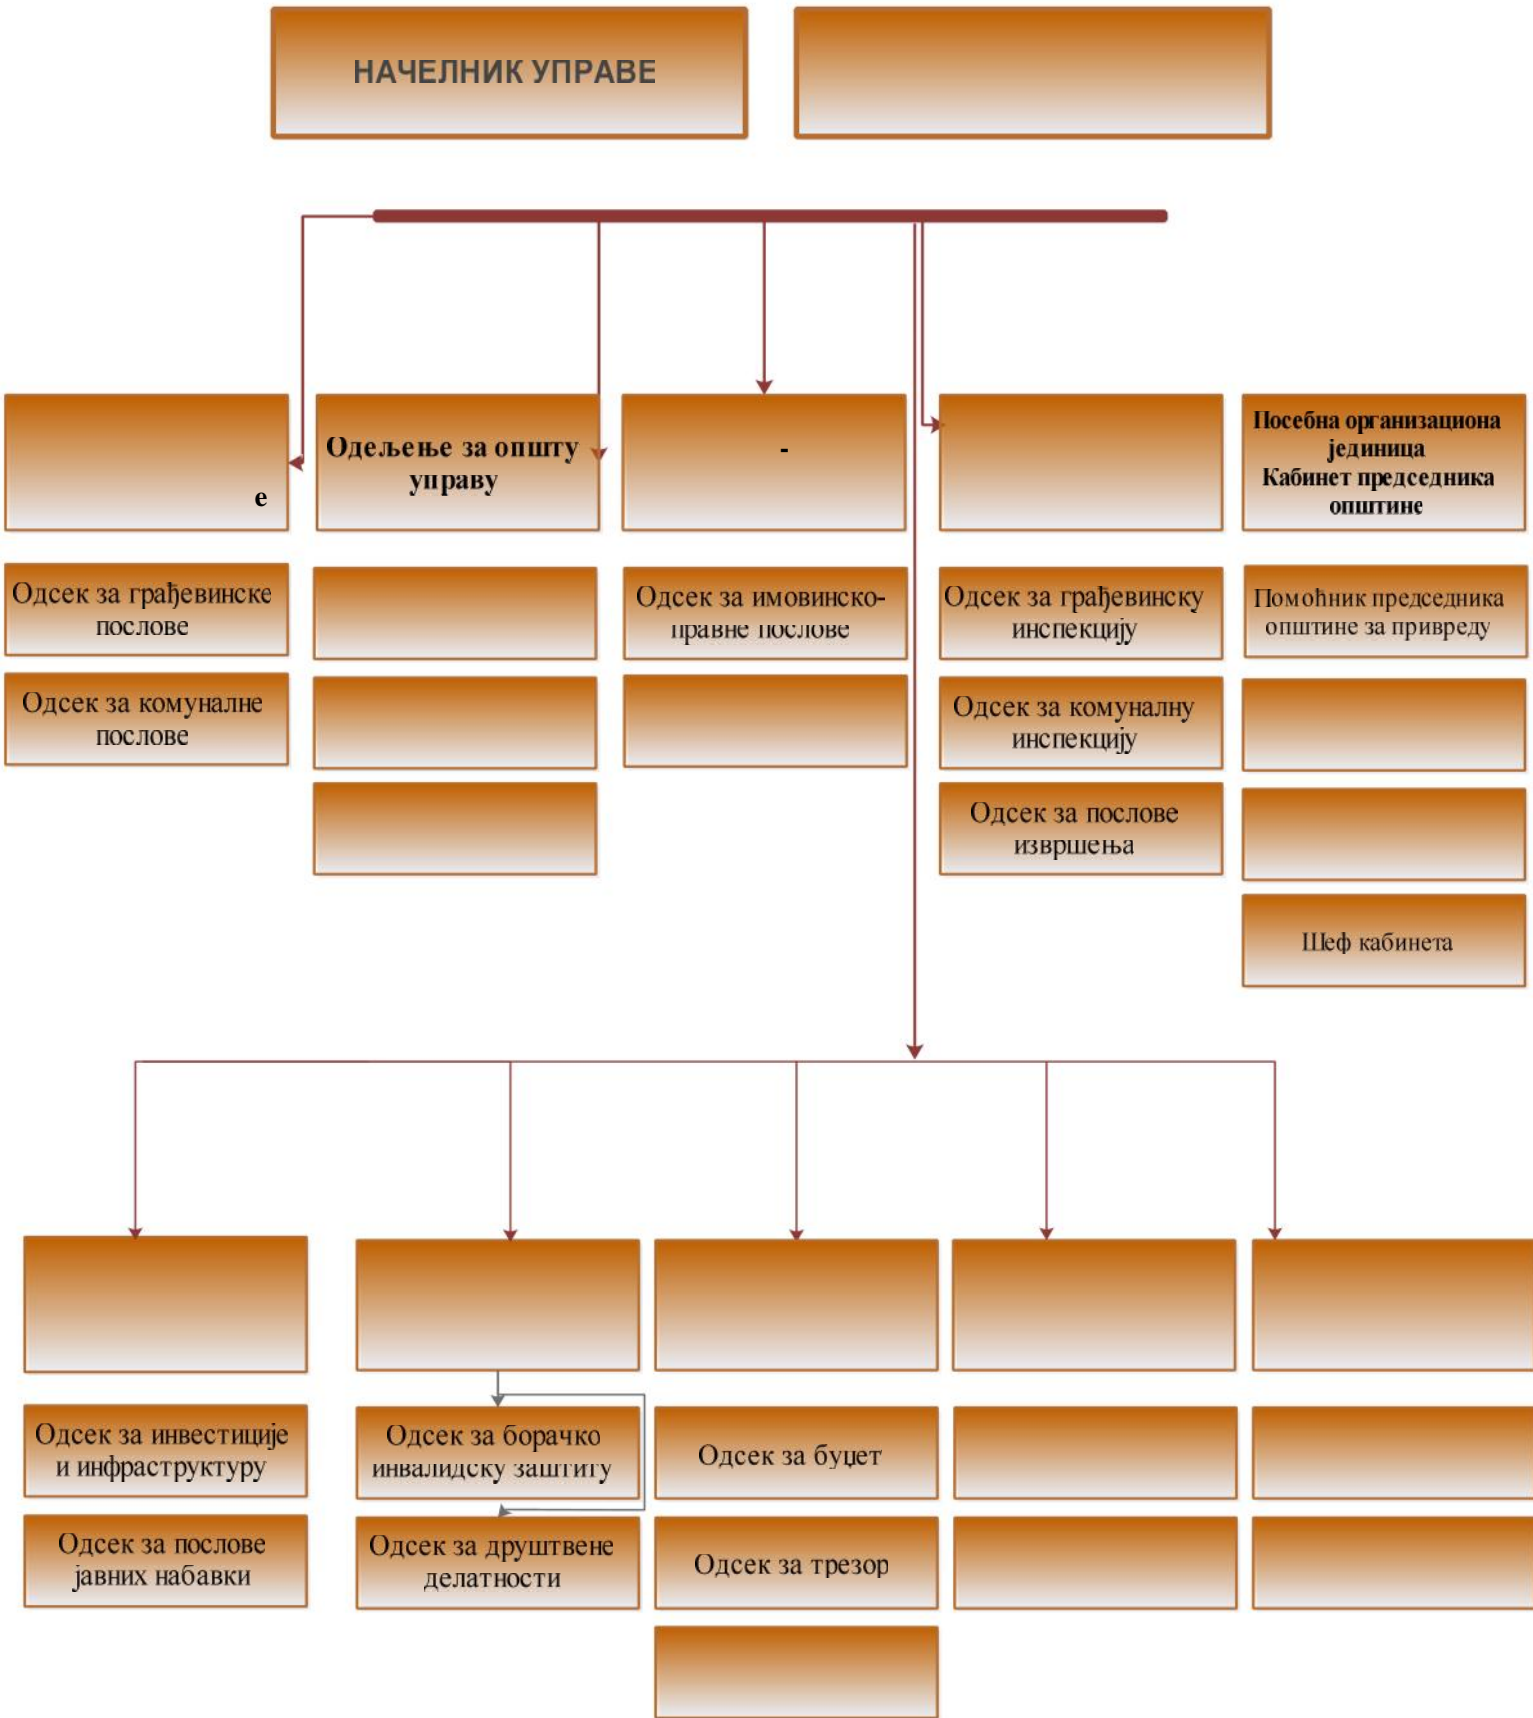 НАЧЕЛНИК УПРАВЕ
е
Одељење за општу
управу
-
Посебна организациона
јединица
Кабинет председника
општине
Одсек за грађевинске
послове
Одсек за имовинско-
правне послове
Одсек за грађевинску
инспекцију
Помоћник председника
општине за привреду
Одсек за комуналне
послове
Одсек за комуналну
инспекцију
Одсек за послове
извршења
Шеф кабинета
Одсек за инвестиције
и инфраструктуру
Одсек за борачко
инвалидску заштиту
Одсек за буџет
Одсек за послове
јавних набавки
Одсек за друштвене
делатности
Одсек за трезор